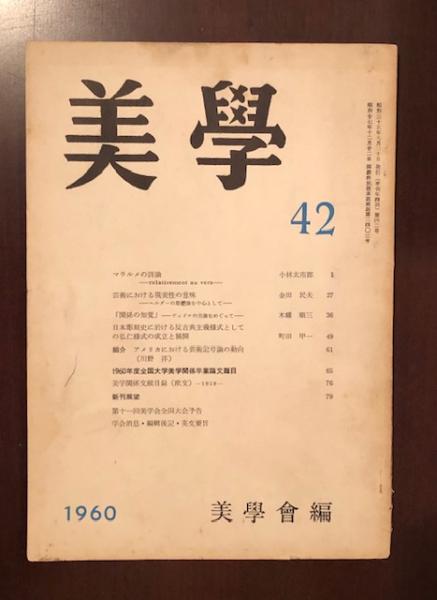 美學
42
マラルメの詩論 小林太市郎 1
──relativement au vers──
芸術における現実性の意味 金田 民夫 27
「関係の知覚」 木幡 順三 36
日本彫刻史に於ける反古典主義様式として 町田 甲一 49
の弘仁様式の成立と展開
紹介 アメリカにおける芸術記号論の動向 61
(川野 洋)
1960年度全国大学美学関係卒業論文題目 65
美学関係文献目録(欧文)―1959― 76
新刊展望 79
第十一回美学会全国大会予告
学会消息・編輯後記・英文要旨
1960
美學會編